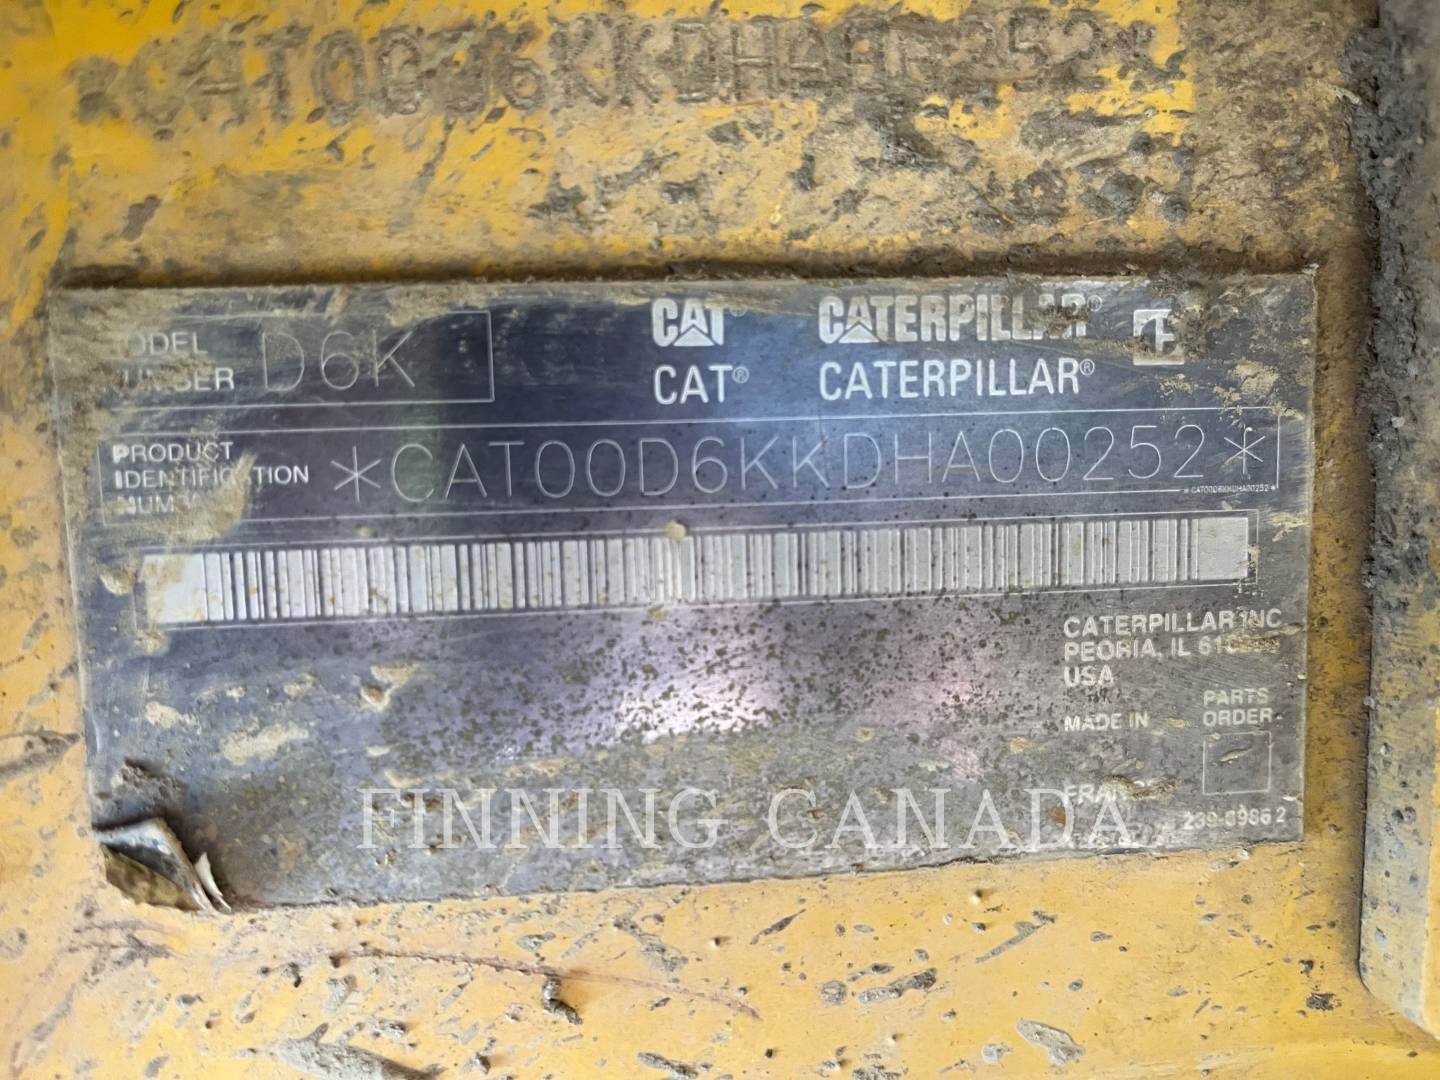 *CAT00D6KKDHA00252*
MODEL NUMBER D6K
CAT® CATERPILLAR®
CAT® CATERPILLAR®
PRODUCT
IDENTIFICATION
*CAT00D6KKDHA00252*
*CAT00D6KKDHA00252*
CATERPILLAR INC
PEORIA, IL
USA
MADE IN
PARTS
ORDER
FINNING CANADA